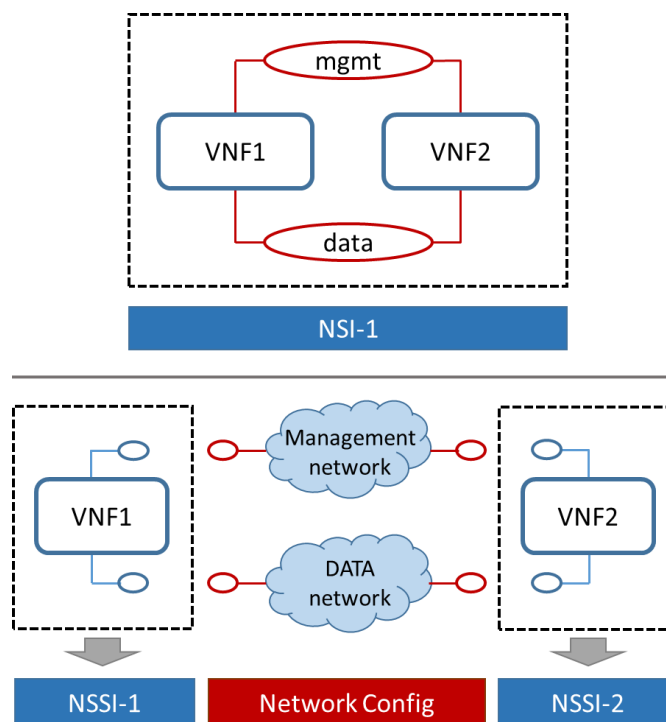 mgmt
VNF1
VNF2
data
NSI-1
Management
network
VNF1
VNF2
DATA
network
NSSI-1
Network Config
NSSI-2